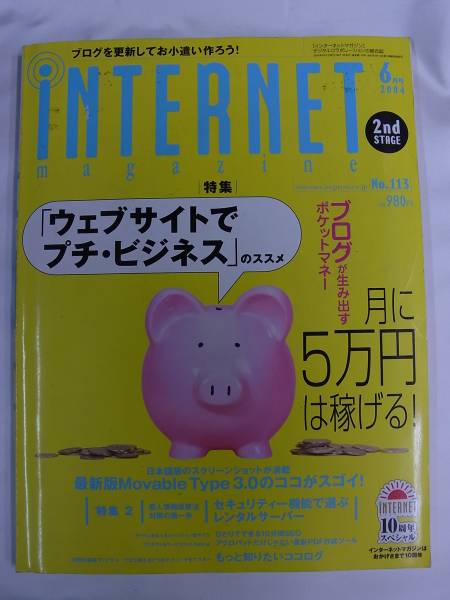 ブログを更新してお小遣い作ろう!
INTERNET
magazine
6月号
2004
2nd
STAGE
No.113
980円
[特集]
「ウェブサイトで
プチ・ビジネス」のススメ
ブログが生み出す
ポケットマネー
月に
5万円
は稼げる!
日本語版のスクリーンショットが満載
最新版Movable Type 3.0のココがスゴイ!
特集 2
セキュリティー機能で選ぶ
レンタルサーバー
もっと知りたいココログ
INTERNET
10周年
スペシャル
インターネットマガジンは
おかげさまで10周年